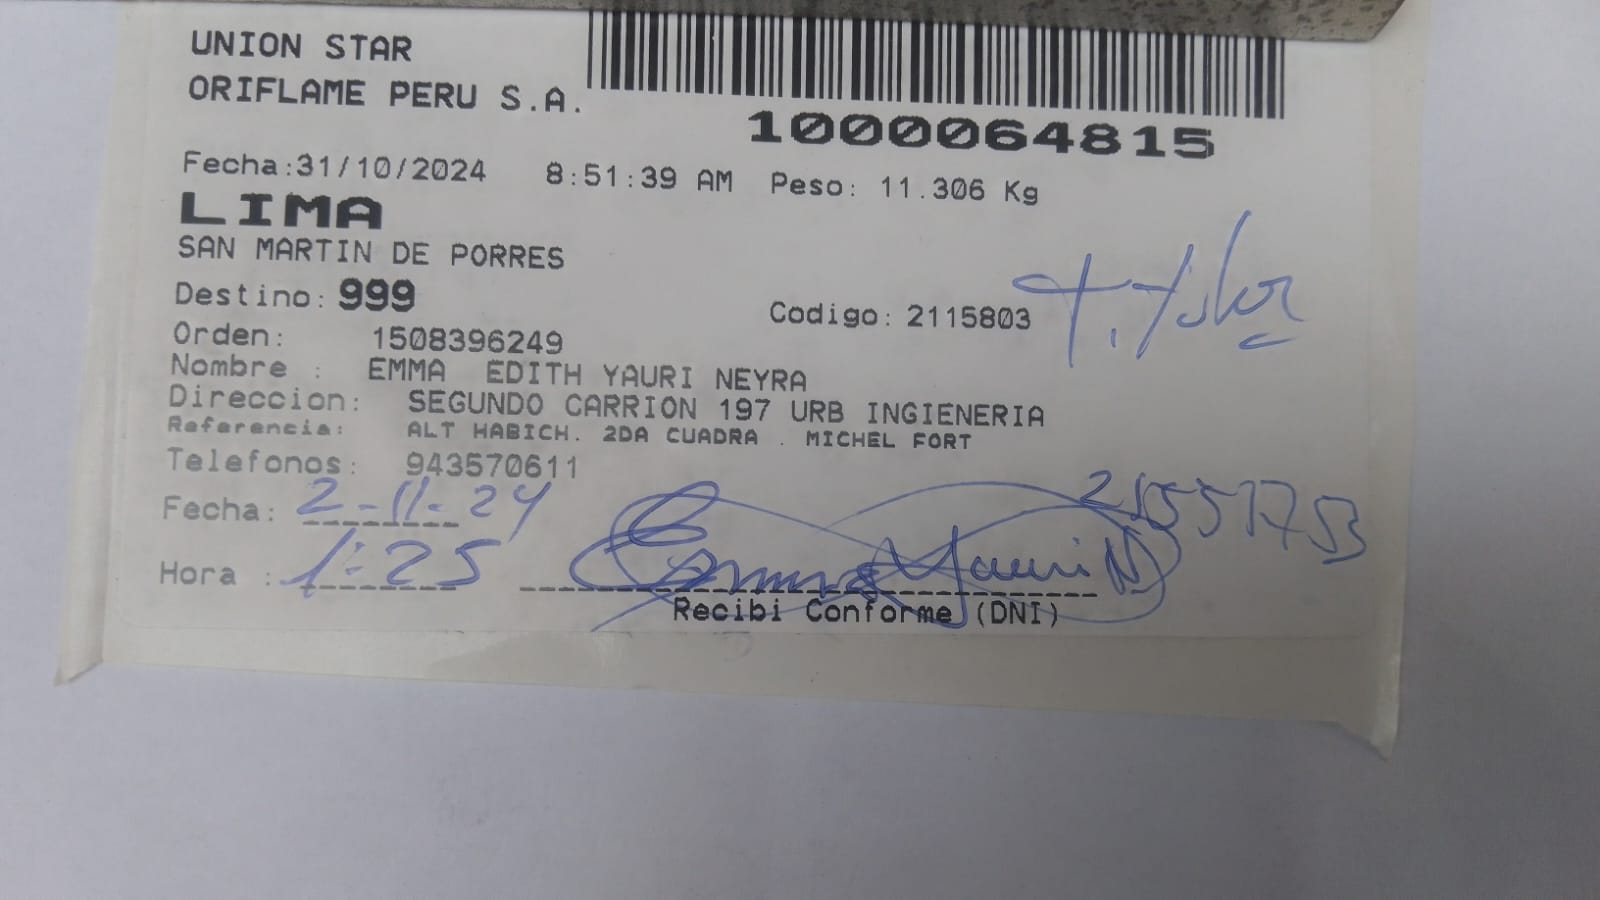 UNION STAR
ORIFLAME PERU S.A.
1000064815
Fecha:31/10/2024 8:51:39 AM Peso: 11.306 Kg
LIMA
SAN MARTIN DE PORRES
Destino: 999
Codigo: 2115803
Orden: 1508396249
Nombre : EMMA EDITH YAURI NEYRA
Direccion: SEGUNDO CARRION 197 URB INGIENERIA
Referencia: ALT HABICH. 2DA CUADRA . MICHEL FORT
Telefonos: 943570611
Fecha: 2-11-24
Hora : 1:25
Emma Yauri N
Recibi Conforme (DNI)